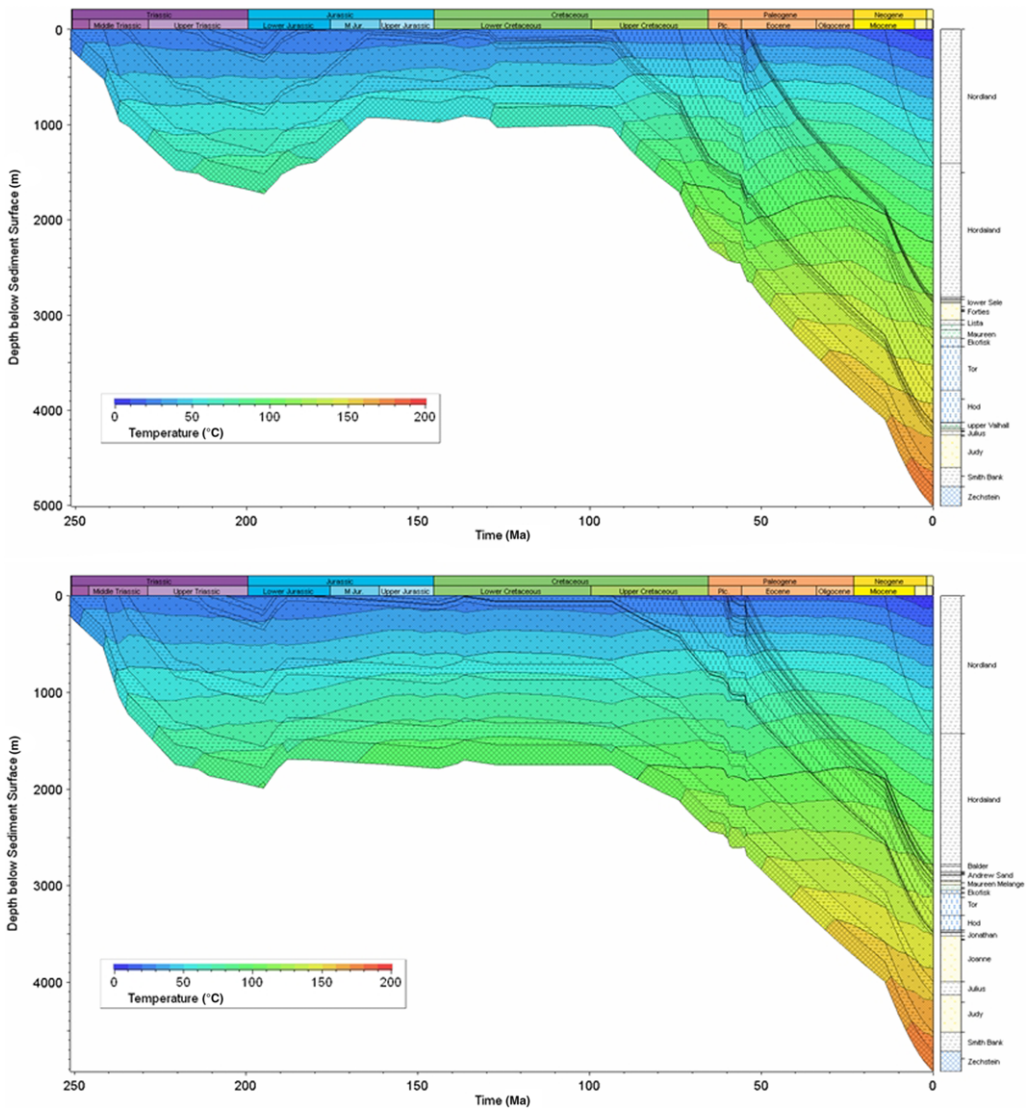 Triassic Jurassic Cretaceous Paleogene Neogene
Middle Triassic Upper Triassic Lower Jurassic M Jur. Upper Jurassic Lower Cretaceous Upper Cretaceous Plc. Eocene Oligocene Miocene
0
1000
2000
3000
4000
5000
Depth below Sediment Surface (m)
0 50 100 150 200
Temperature (°C)
250 200 150 100 50 0
Time (Ma)
Nordland
Hordaland
lower Sele
Forties
Lista
Maureen
Ekofisk
Tor
Hod
upper Valhall
Julius
Judy
Smith Bank
Zechstein
Triassic Jurassic Cretaceous Paleogene Neogene
Middle Triassic Upper Triassic Lower Jurassic M Jur. Upper Jurassic Lower Cretaceous Upper Cretaceous Plc. Eocene Oligocene Miocene
0
1000
2000
3000
4000
Depth below Sediment Surface (m)
0 50 100 150 200
Temperature (°C)
250 200 150 100 50 0
Time (Ma)
Nordland
Hordaland
Balder
Andrew Sand
Maureen Melange
Ekofisk
Tor
Hod
Jonathan
Joanne
Julius
Judy
Smith Bank
Zechstein